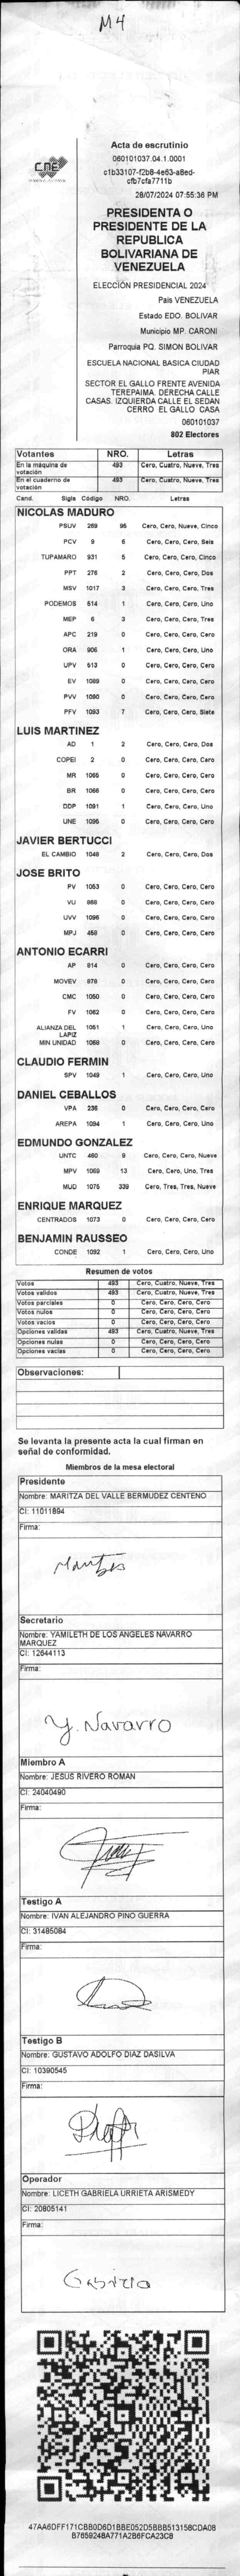 M4
CNE
Acta de escrutinio
060101037.04.1.0001
c1b33107-f2b8-4e63-a8ed-
cfb7cfa7711b
28/07/2024 07:55:36 PM
PRESIDENTA O
PRESIDENTE DE LA
REPUBLICA
BOLIVARIANA DE
VENEZUELA
ELECCIÓN PRESIDENCIAL 2024
País VENEZUELA
Estado EDO. BOLIVAR
Municipio MP. CARONI
Parroquia PQ. SIMON BOLIVAR
ESCUELA NACIONAL BASICA CIUDAD
PIAR
SECTOR EL GALLO FRENTE AVENIDA
TEREPAIMA. DERECHA CALLE
CASAS. IZQUIERDA CALLE EL SEDAN
CERRO EL GALLO CASA
060101037
802 Electores
Votantes NRO. Letras
En la máquina de votación 493 Cero, Cuatro, Nueve, Tres
En el cuaderno de votación 493 Cero, Cuatro, Nueve, Tres
Cand. Sigla Código NRO. Letras
NICOLAS MADURO
PSUV 269 95 Cero, Cero, Nueve, Cinco
PCV 9 6 Cero, Cero, Cero, Seis
TUPAMARO 931 5 Cero, Cero, Cero, Cinco
PPT 276 2 Cero, Cero, Cero, Dos
MSV 1017 3 Cero, Cero, Cero, Tres
PODEMOS 514 1 Cero, Cero, Cero, Uno
MEP 6 3 Cero, Cero, Cero, Tres
APC 219 0 Cero, Cero, Cero, Cero
ORA 906 1 Cero, Cero, Cero, Uno
UPV 513 0 Cero, Cero, Cero, Cero
EV 1089 0 Cero, Cero, Cero, Cero
PVV 1090 0 Cero, Cero, Cero, Cero
PFV 1093 7 Cero, Cero, Cero, Siete
LUIS MARTINEZ
AD 1 2 Cero, Cero, Cero, Dos
COPEI 2 0 Cero, Cero, Cero, Cero
MR 1065 0 Cero, Cero, Cero, Cero
BR 1066 0 Cero, Cero, Cero, Cero
DDP 1091 1 Cero, Cero, Cero, Uno
UNE 1095 0 Cero, Cero, Cero, Cero
JAVIER BERTUCCI
EL CAMBIO 1048 2 Cero, Cero, Cero, Dos
JOSE BRITO
PV 1053 0 Cero, Cero, Cero, Cero
VU 868 0 Cero, Cero, Cero, Cero
UVV 1096 0 Cero, Cero, Cero, Cero
MPJ 458 0 Cero, Cero, Cero, Cero
ANTONIO ECARRI
AP 814 0 Cero, Cero, Cero, Cero
MOVEV 878 0 Cero, Cero, Cero, Cero
CMC 1050 0 Cero, Cero, Cero, Cero
FV 1062 0 Cero, Cero, Cero, Cero
ALIANZA DEL LAPIZ 1051 1 Cero, Cero, Cero, Uno
MIN UNIDAD 1058 0 Cero, Cero, Cero, Cero
CLAUDIO FERMIN
SPV 1049 1 Cero, Cero, Cero, Uno
DANIEL CEBALLOS
VPA 236 0 Cero, Cero, Cero, Cero
AREPA 1094 1 Cero, Cero, Cero, Uno
EDMUNDO GONZALEZ
UNTC 480 9 Cero, Cero, Cero, Nueve
MPV 1069 13 Cero, Cero, Uno, Tres
MUD 1075 339 Cero, Tres, Tres, Nueve
ENRIQUE MARQUEZ
CENTRADOS 1073 0 Cero, Cero, Cero, Cero
BENJAMIN RAUSSEO
CONDE 1092 1 Cero, Cero, Cero, Uno
Resumen de votos
Votos 493 Cero, Cuatro, Nueve, Tres
Votos validos 493 Cero, Cuatro, Nueve, Tres
Votos parciales 0 Cero, Cero, Cero, Cero
Votos nulos 0 Cero, Cero, Cero, Cero
Votos vacios 0 Cero, Cero, Cero, Cero
Opciones validas 493 Cero, Cuatro, Nueve, Tres
Opciones nulas 0 Cero, Cero, Cero, Cero
Opciones vacias 0 Cero, Cero, Cero, Cero
Observaciones:
Se levanta la presente acta la cual firman en
señal de conformidad.
Miembros de la mesa electoral
Presidente
Nombre: MARITZA DEL VALLE BERMUDEZ CENTENO
CI: 11011894
Firma:
Maritza
Secretario
Nombre: YAMILETH DE LOS ANGELES NAVARRO
MARQUEZ
CI: 12644113
Firma:
Y. Navarro
Miembro A
Nombre: JESUS RIVERO ROMAN
CI: 24040490
Firma:
Testigo A
Nombre: IVAN ALEJANDRO PINO GUERRA
CI: 31485084
Firma:
Testigo B
Nombre: GUSTAVO ADOLFO DIAZ DASILVA
CI: 10390545
Firma:
Operador
Nombre: LICETH GABRIELA URRIETA ARISMEDY
CI: 20805141
Firma:
Gabriela
47AA6DFF171CBB0D6D1BBE052D5BBB513158CDA08
B7659248A771A2B6FCA23C8